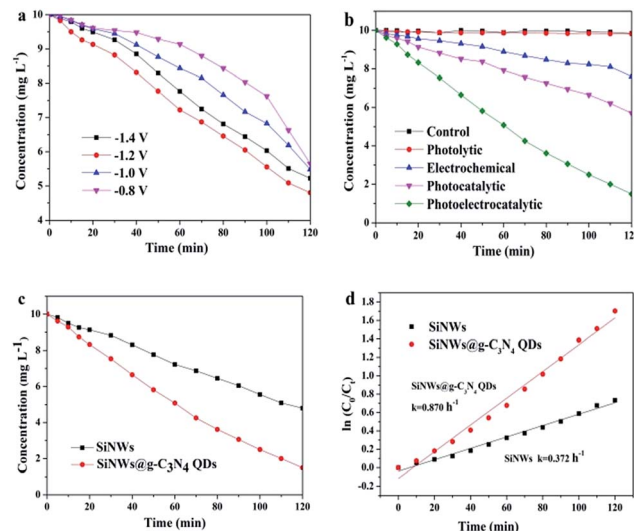 a
10
9
8
7
6
5
4
Concentration (mg L-1)
-1.4 V
-1.2 V
-1.0 V
-0.8 V
0 20 40 60 80 100 120
Time (min)
b
10
8
6
4
2
0
Concentration (mg L-1)
Control
Photolytic
Electrochemical
Photocatalytic
Photoelectrocatalytic
0 20 40 60 80 100 120
Time (min)
c
10
8
6
4
2
0
Concentration (mg L-1)
SiNWs
SiNWs@g-C3N4 QDs
0 20 40 60 80 100 120
Time (min)
d
1.8
1.6
1.4
1.2
1.0
0.8
0.6
0.4
0.2
0.0
-0.2
ln (C0/Ct)
SiNWs
SiNWs@g-C3N4 QDs
SiNWs@g-C3N4 QDs
k=0.870 h-1
SiNWs k=0.372 h-1
0 20 40 60 80 100 120
Time (min)